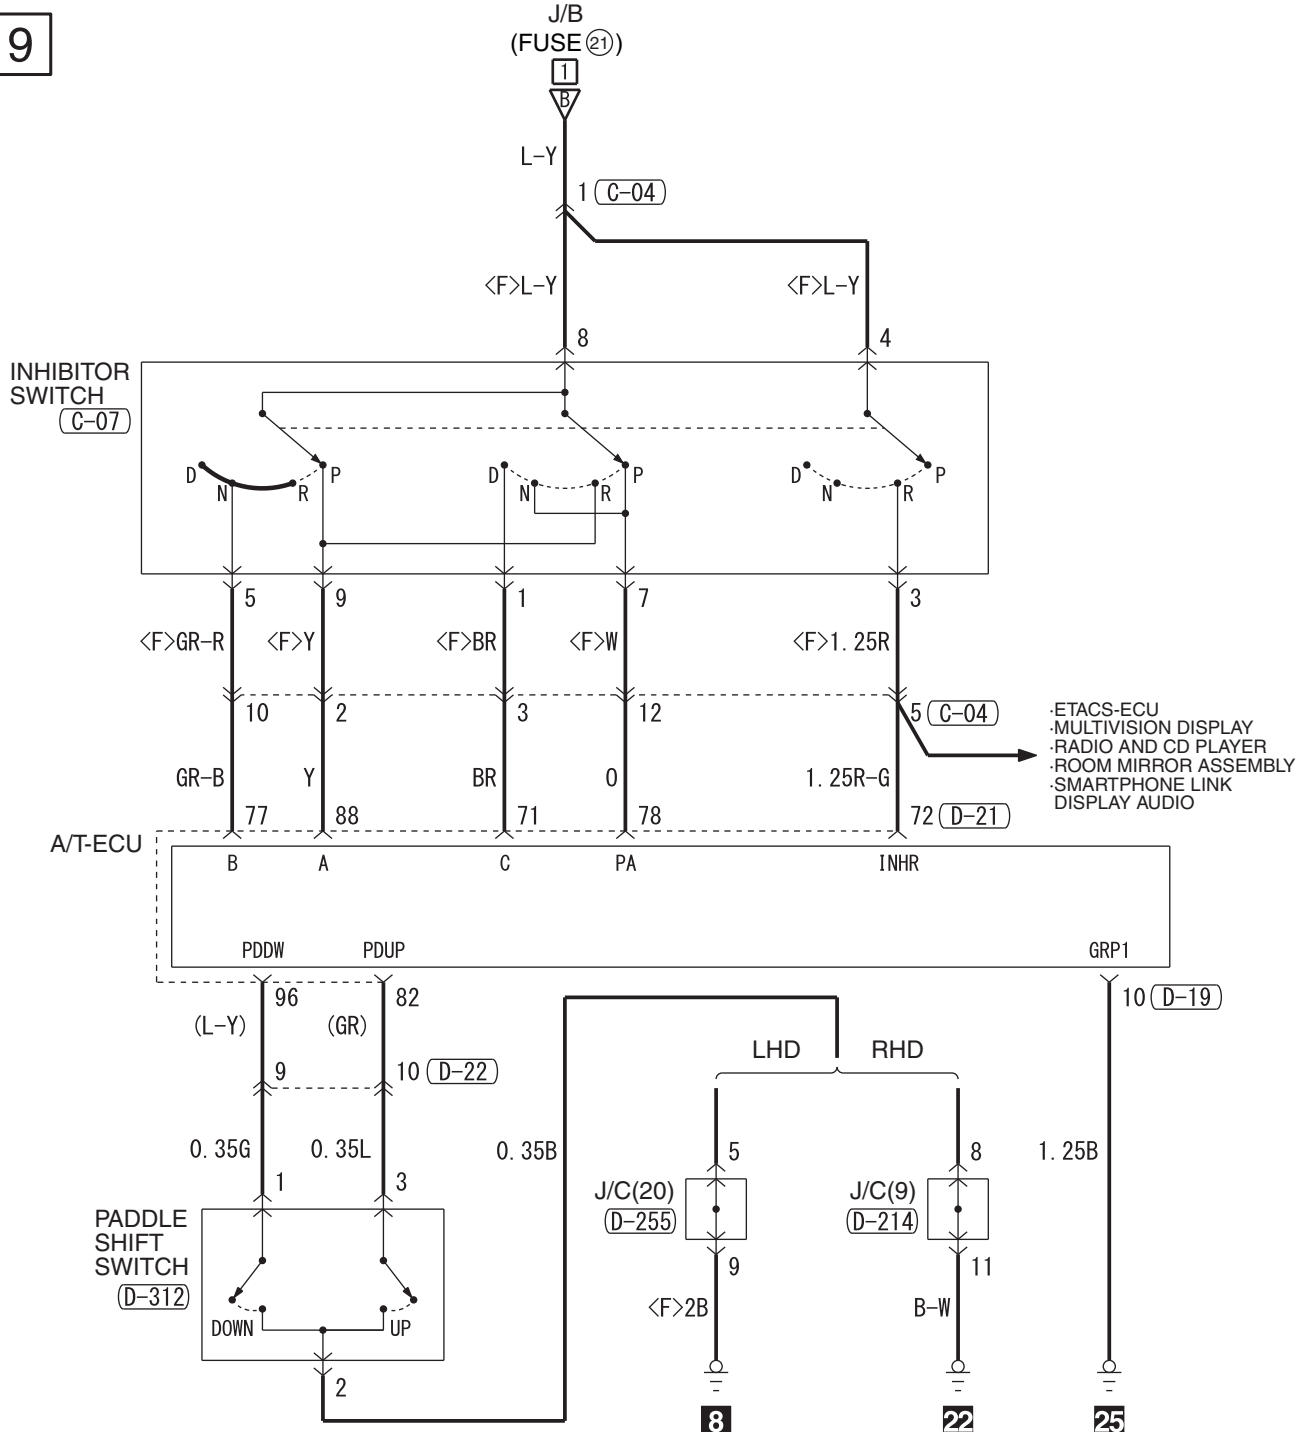 9
J/B
(FUSE㉑)
1
B
L-Y
1 C-04
<F>L-Y <F>L-Y
8 4
INHIBITOR
SWITCH
C-07
D N R P D N R P D N R P
5 9 1 7 3
<F>GR-R <F>Y <F>BR <F>W <F>1.25R
10 2 3 12 5 C-04
·ETACS-ECU
·MULTIVISION DISPLAY
·RADIO AND CD PLAYER
·ROOM MIRROR ASSEMBLY
·SMARTPHONE LINK
DISPLAY AUDIO
GR-B Y BR O 1.25R-G
77 88 71 78 72 D-21
A/T-ECU
B A C PA INHR
PDDW PDUP GRP1
96 82 10 D-19
(L-Y) (GR)
LHD RHD
9 10 D-22
0.35G 0.35L 0.35B 5 8 1.25B
1 3
J/C(20) J/C(9)
D-255 D-214
PADDLE
SHIFT
SWITCH
D-312
9 11
<F>2B B-W
DOWN UP
2
8 22 25